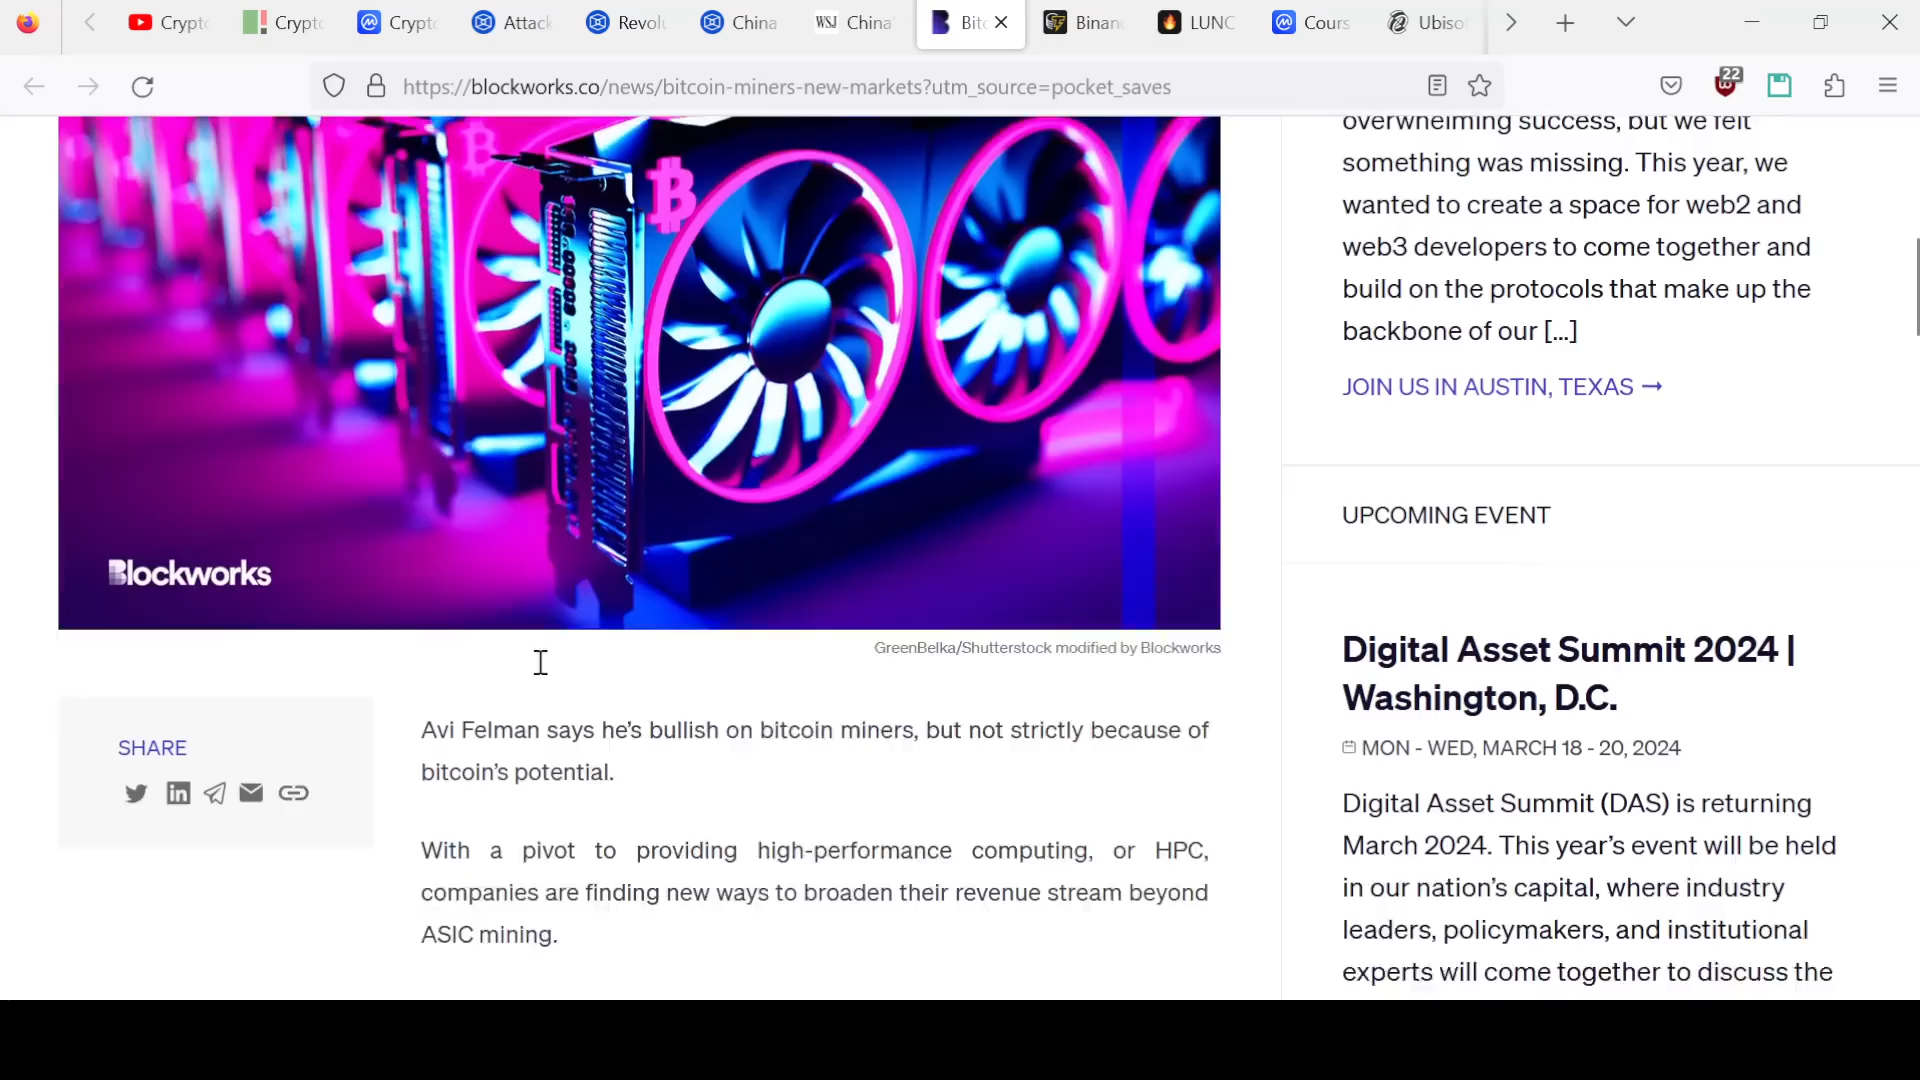 Crypto
Crypto
Crypto
Attack
Revolu
China
WSJ China
Bitc
Binanc
LUNC
Cours
Ubisof
https://blockworks.co/news/bitcoin-miners-new-markets?utm_source=pocket_saves
22
Blockworks
GreenBelka/Shutterstock modified by Blockworks
SHARE
Avi Felman says he’s bullish on bitcoin miners, but not strictly because of
bitcoin’s potential.
With a pivot to providing high-performance computing, or HPC,
companies are finding new ways to broaden their revenue stream beyond
ASIC mining.
overwhelming success, but we felt
something was missing. This year, we
wanted to create a space for web2 and
web3 developers to come together and
build on the protocols that make up the
backbone of our [...]
JOIN US IN AUSTIN, TEXAS →
UPCOMING EVENT
Digital Asset Summit 2024 |
Washington, D.C.
MON - WED, MARCH 18 - 20, 2024
Digital Asset Summit (DAS) is returning
March 2024. This year’s event will be held
in our nation’s capital, where industry
leaders, policymakers, and institutional
experts will come together to discuss the